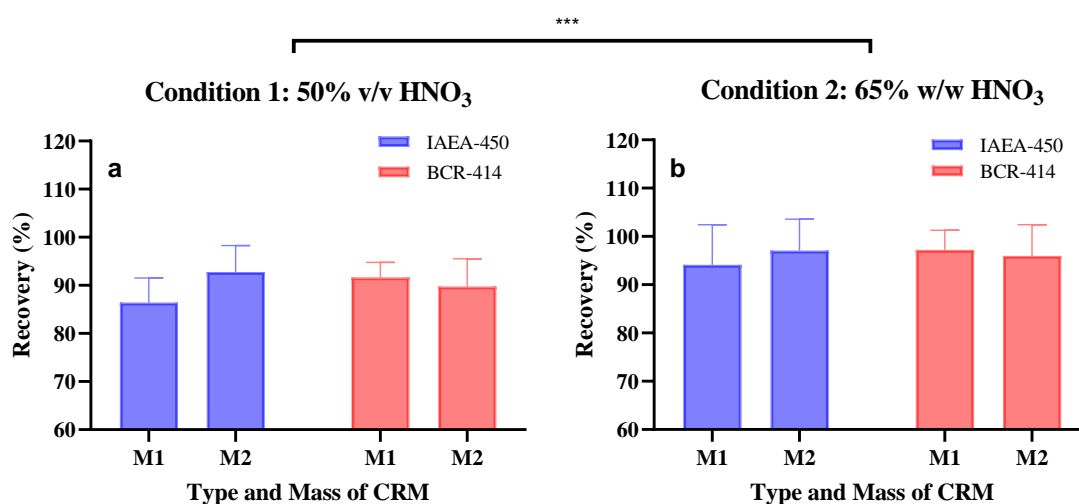 ***
Condition 1: 50% v/v HNO₃
a
IAEA-450
BCR-414
Recovery (%)
120
110
100
90
80
70
60
M1 M2 M1 M2
Type and Mass of CRM
Condition 2: 65% w/w HNO₃
b
IAEA-450
BCR-414
Recovery (%)
120
110
100
90
80
70
60
M1 M2 M1 M2
Type and Mass of CRM